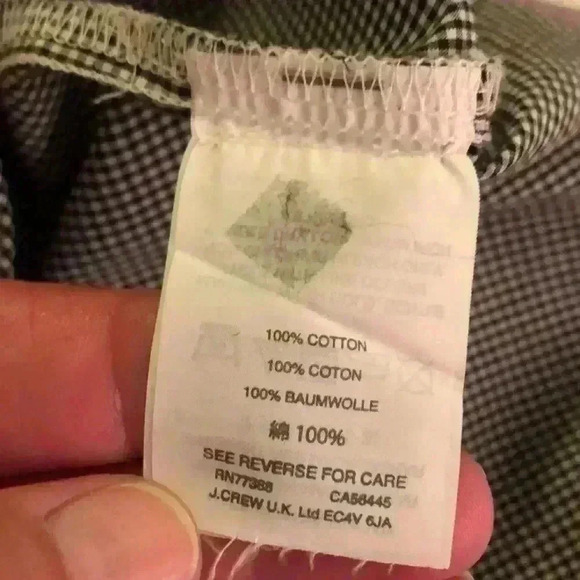 100% COTTON
100% COTON
100% BAUMWOLLE
綿 100%
SEE REVERSE FOR CARE
RN77388 CA56445
J.CREW U.K. Ltd EC4V 6JA